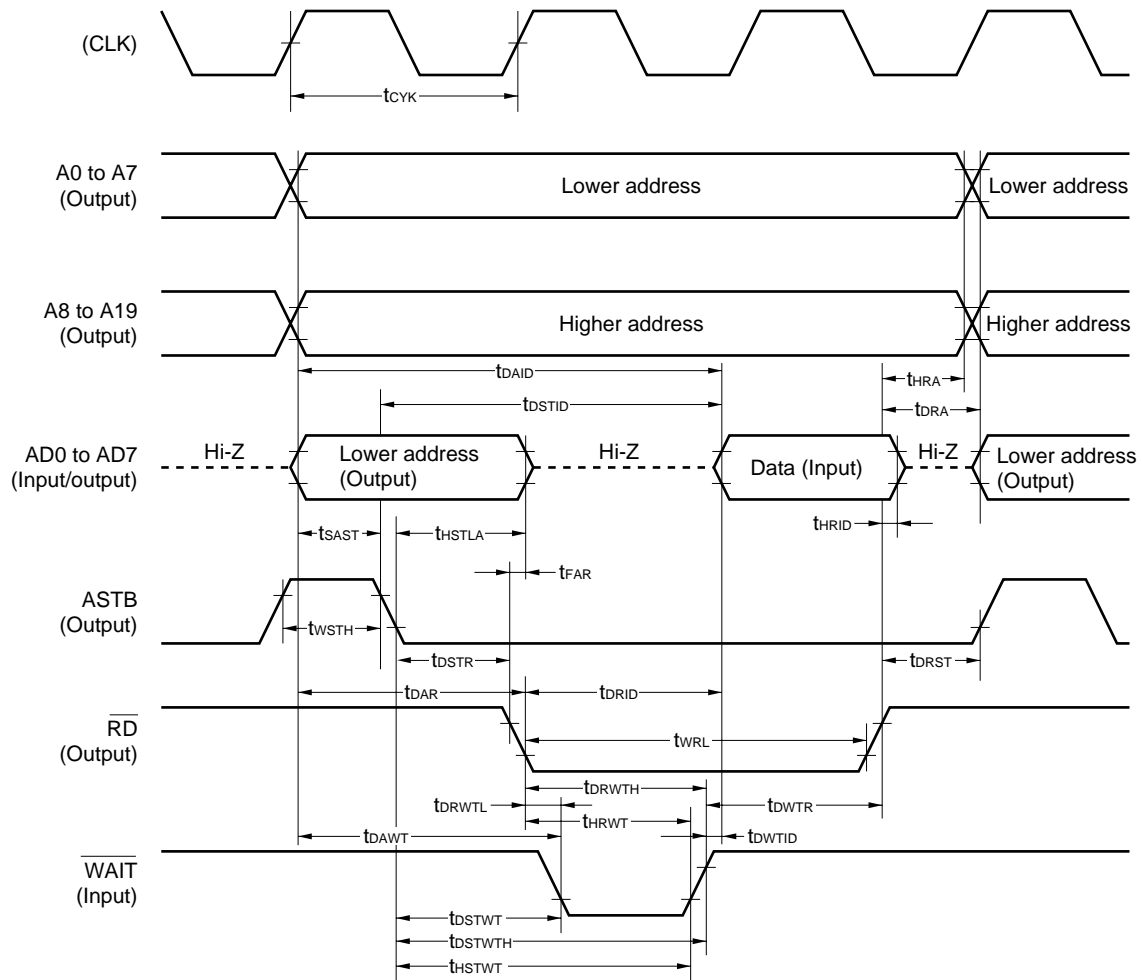 (CLK)
tCYK
A0 to A7
(Output)
Lower address
Lower address
A8 to A19
(Output)
Higher address
Higher address
tDAID
tHRA
tDSTID
tDRA
AD0 to AD7
(Input/output)
Hi-Z
Lower address
(Output)
Hi-Z
Data (Input)
Hi-Z
Lower address
(Output)
tSAST
tHSTLA
tHRID
tFAR
ASTB
(Output)
tWSTH
tDSTR
tDRST
tDAR
tDRID
RD
(Output)
tWRL
tDRWTH
tDRWTL
tDWTR
tHRWT
tDAWT
tDWTID
WAIT
(Input)
tDSTWT
tDSTWTH
tHSTWT